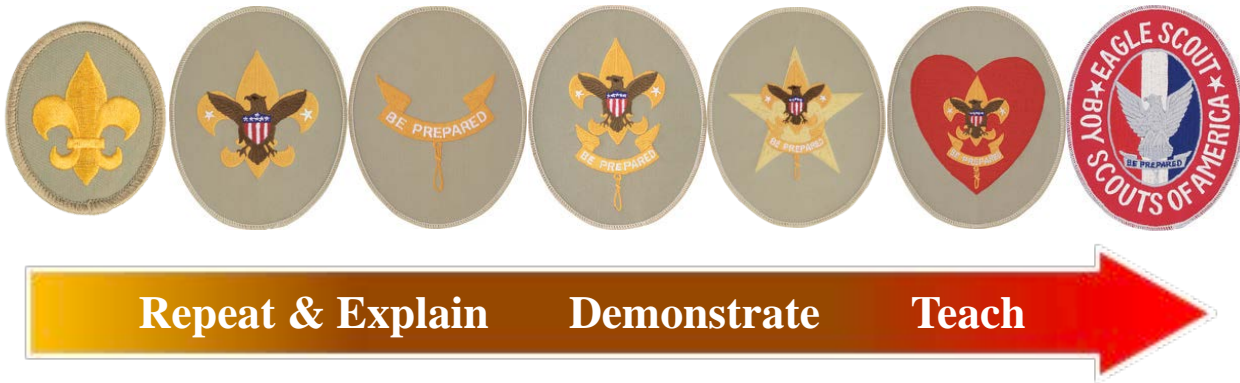 BE PREPARED
BE PREPARED
BE PREPARED
BE PREPARED
EAGLE SCOUT
BE PREPARED
BOY SCOUTS OF AMERICA
Repeat & Explain Demonstrate Teach